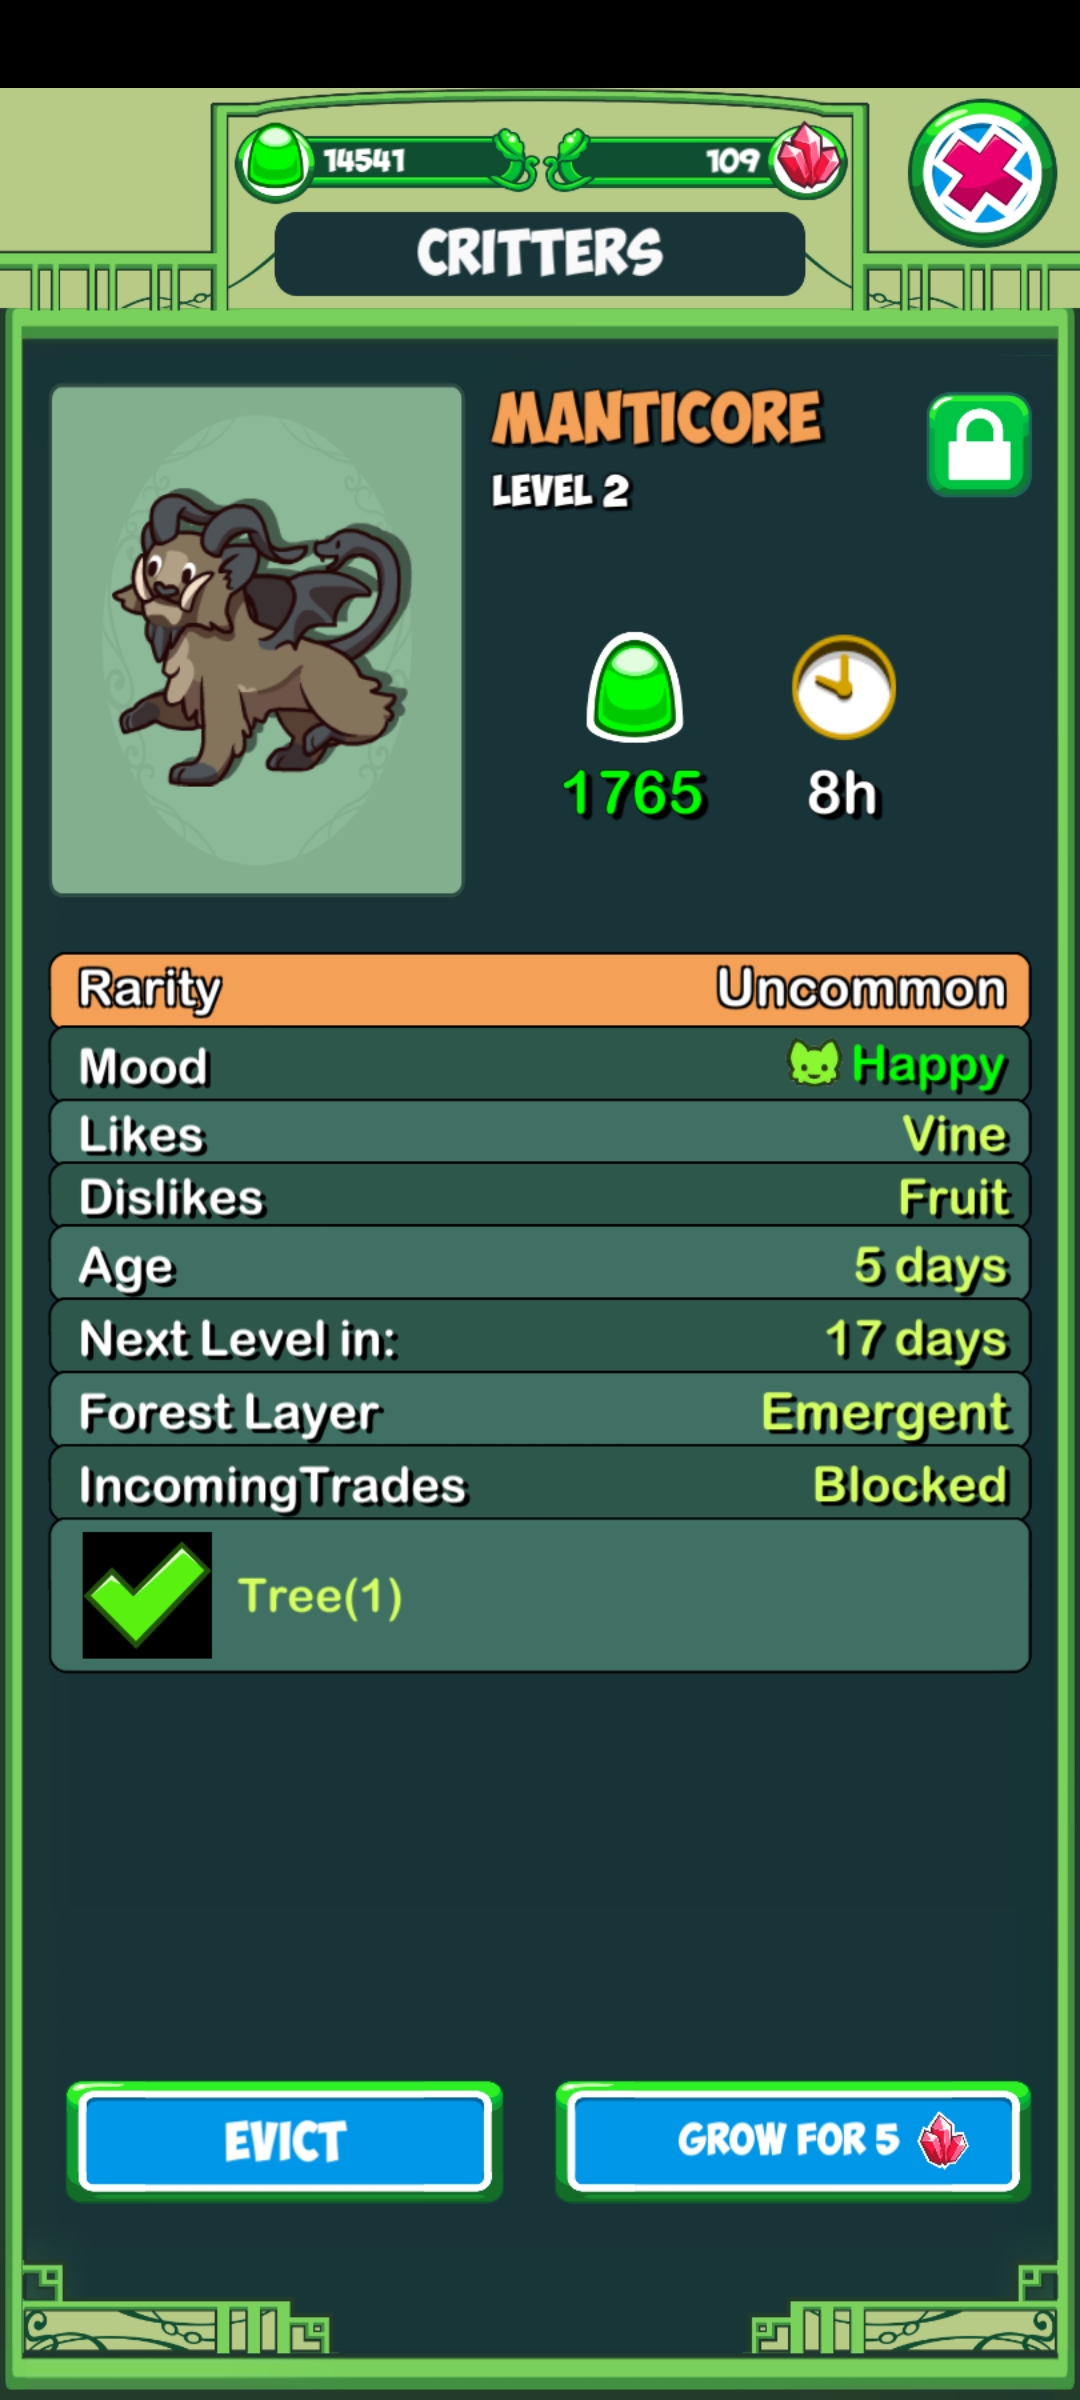 14541 109
CRITTERS
MANTICORE
LEVEL 2
1765 8h
Rarity Uncommon
Mood Happy
Likes Vine
Dislikes Fruit
Age 5 days
Next Level in: 17 days
Forest Layer Emergent
IncomingTrades Blocked
Tree(1)
EVICT GROW FOR 5